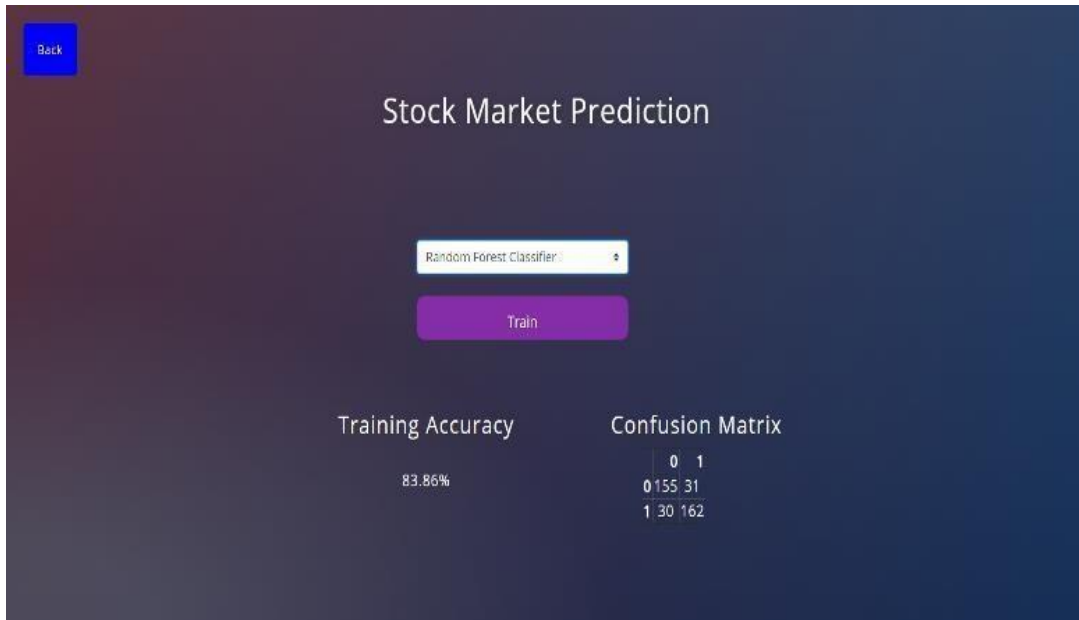 Back
Stock Market Prediction
Random Forest Classifier
Train
Training Accuracy
Confusion Matrix
83.86%
0 1
0 155 31
1 30 162